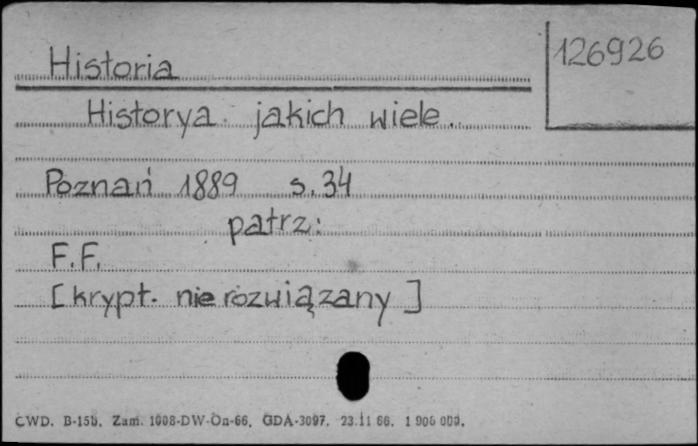 126926
Historia
Historya jakich wiele.
Poznań 1889 s. 34
patrz:
F.F.
[krypt. nie rozwiązany]
CWD. B-15b. Zam. 1008-DW-On-66. GDA-3097. 23.11 66. 1 900 000.